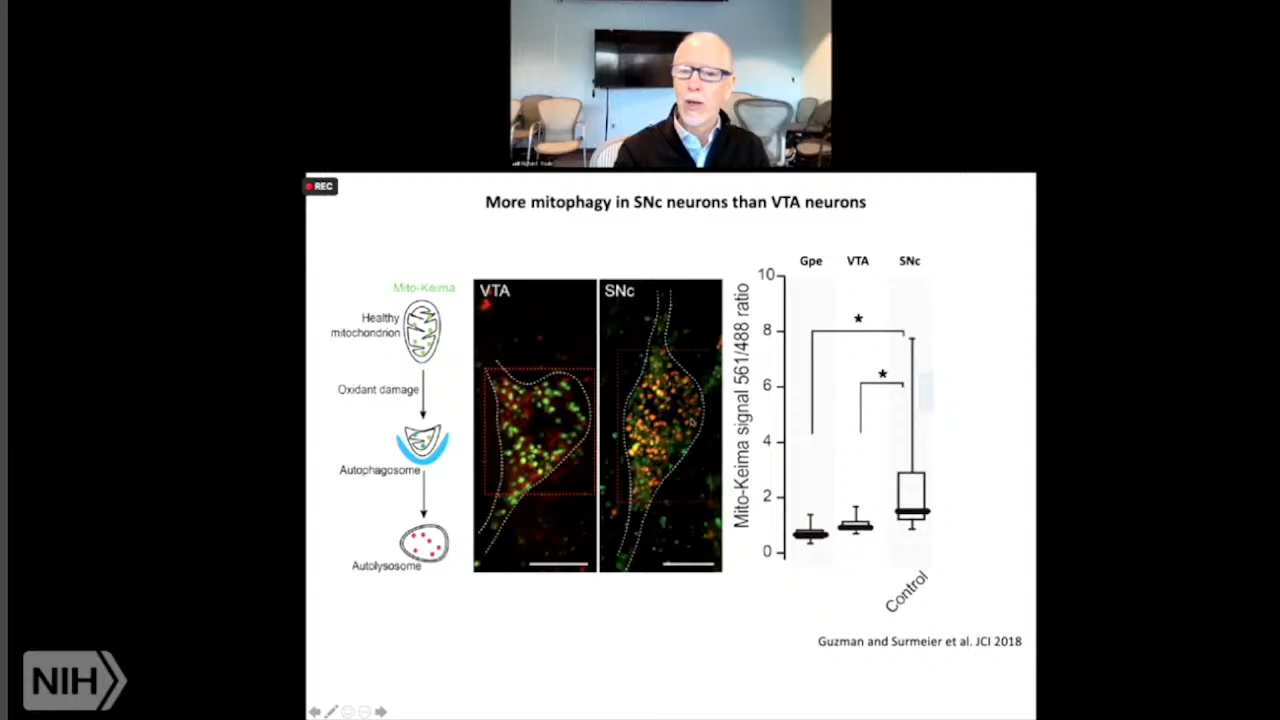 REC
More mitophagy in SNc neurons than VTA neurons
Mito-Keima
Healthy
mitochondrion
Oxidant damage
Autophagosome
Autolysosome
VTA
SNc
Gpe VTA SNc
Mito-Keima signal 561/488 ratio
10
8
6
4
2
0
*
*
Control
Guzman and Surmeier et al. JCI 2018
NIH